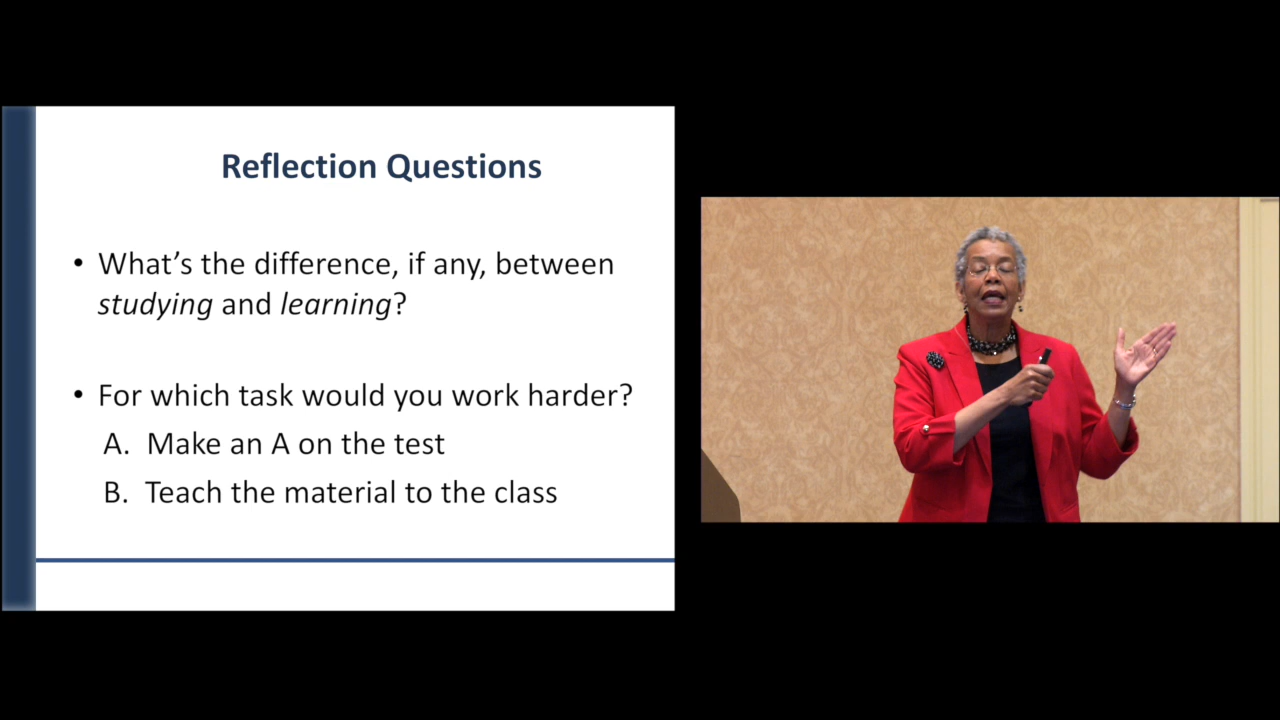 Reflection Questions
• What’s the difference, if any, between
studying and learning?
• For which task would you work harder?
A. Make an A on the test
B. Teach the material to the class